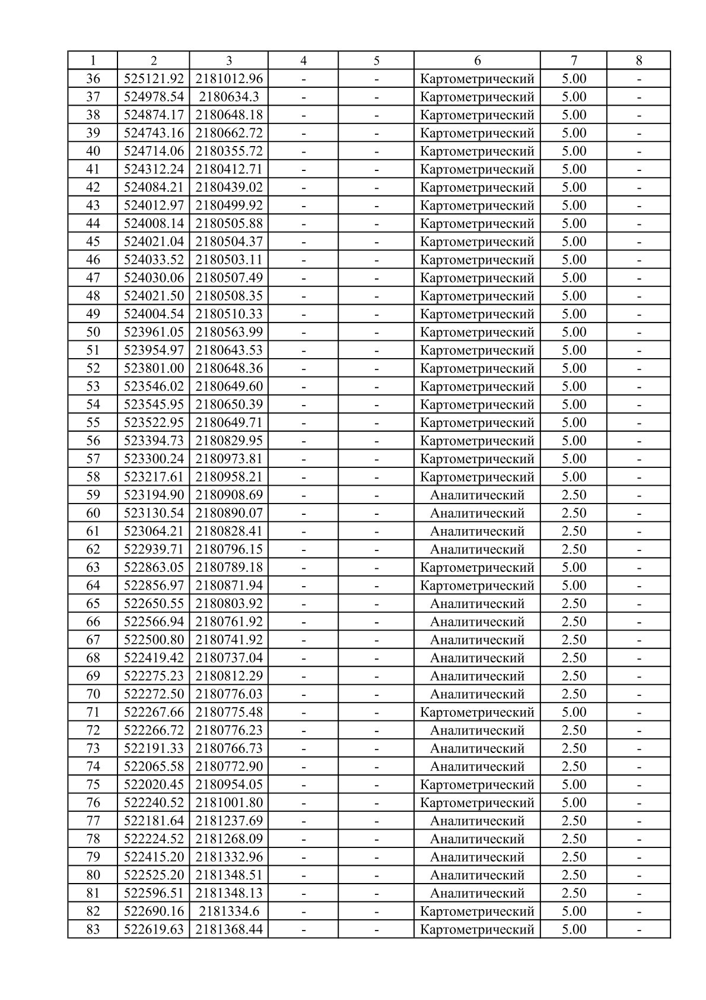 1 2 3 4 5 6 7 8
36 525121.92 2181012.96 - - Картометрический 5.00 -
37 524978.54 2180634.3 - - Картометрический 5.00 -
38 524874.17 2180648.18 - - Картометрический 5.00 -
39 524743.16 2180662.72 - - Картометрический 5.00 -
40 524714.06 2180355.72 - - Картометрический 5.00 -
41 524312.24 2180412.71 - - Картометрический 5.00 -
42 524084.21 2180439.02 - - Картометрический 5.00 -
43 524012.97 2180499.92 - - Картометрический 5.00 -
44 524008.14 2180505.88 - - Картометрический 5.00 -
45 524021.04 2180504.37 - - Картометрический 5.00 -
46 524033.52 2180503.11 - - Картометрический 5.00 -
47 524030.06 2180507.49 - - Картометрический 5.00 -
48 524021.50 2180508.35 - - Картометрический 5.00 -
49 524004.54 2180510.33 - - Картометрический 5.00 -
50 523961.05 2180563.99 - - Картометрический 5.00 -
51 523954.97 2180643.53 - - Картометрический 5.00 -
52 523801.00 2180648.36 - - Картометрический 5.00 -
53 523546.02 2180649.60 - - Картометрический 5.00 -
54 523545.95 2180650.39 - - Картометрический 5.00 -
55 523522.95 2180649.71 - - Картометрический 5.00 -
56 523394.73 2180829.95 - - Картометрический 5.00 -
57 523300.24 2180973.81 - - Картометрический 5.00 -
58 523217.61 2180958.21 - - Картометрический 5.00 -
59 523194.90 2180908.69 - - Аналитический 2.50 -
60 523130.54 2180890.07 - - Аналитический 2.50 -
61 523064.21 2180828.41 - - Аналитический 2.50 -
62 522939.71 2180796.15 - - Аналитический 2.50 -
63 522863.05 2180789.18 - - Картометрический 5.00 -
64 522856.97 2180871.94 - - Картометрический 5.00 -
65 522650.55 2180803.92 - - Аналитический 2.50 -
66 522566.94 2180761.92 - - Аналитический 2.50 -
67 522500.80 2180741.92 - - Аналитический 2.50 -
68 522419.42 2180737.04 - - Аналитический 2.50 -
69 522275.23 2180812.29 - - Аналитический 2.50 -
70 522272.50 2180776.03 - - Аналитический 2.50 -
71 522267.66 2180775.48 - - Картометрический 5.00 -
72 522266.72 2180776.23 - - Аналитический 2.50 -
73 522191.33 2180766.73 - - Аналитический 2.50 -
74 522065.58 2180772.90 - - Аналитический 2.50 -
75 522020.45 2180954.05 - - Картометрический 5.00 -
76 522240.52 2181001.80 - - Картометрический 5.00 -
77 522181.64 2181237.69 - - Аналитический 2.50 -
78 522224.52 2181268.09 - - Аналитический 2.50 -
79 522415.20 2181332.96 - - Аналитический 2.50 -
80 522525.20 2181348.51 - - Аналитический 2.50 -
81 522596.51 2181348.13 - - Аналитический 2.50 -
82 522690.16 2181334.6 - - Картометрический 5.00 -
83 522619.63 2181368.44 - - Картометрический 5.00 -